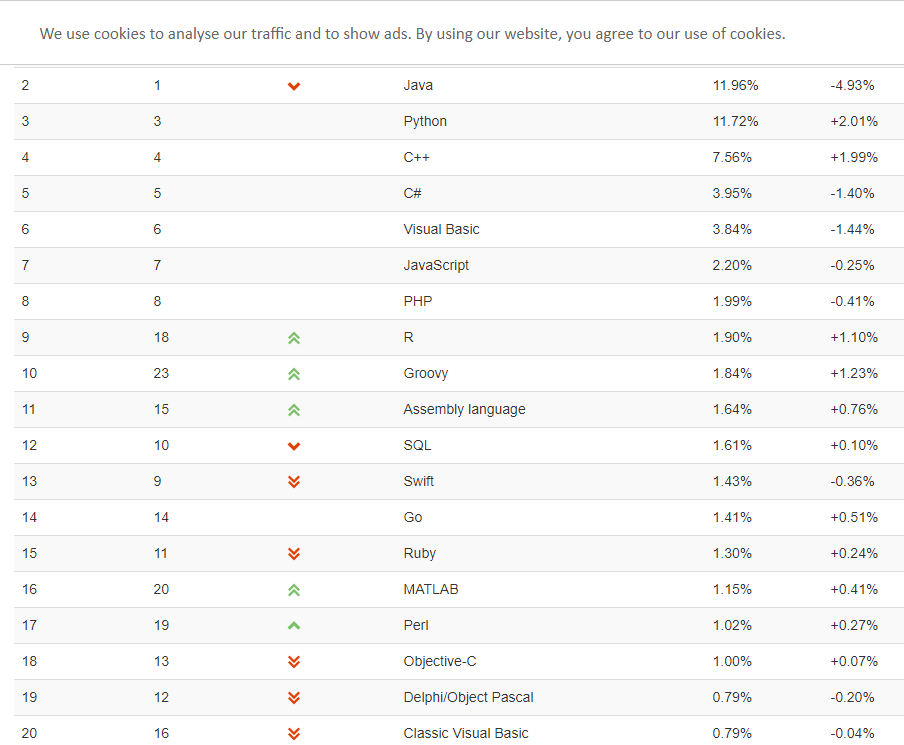 We use cookies to analyse our traffic and to show ads. By using our website, you agree to our use of cookies.
2 1 Java 11.96% -4.93%
3 3 Python 11.72% +2.01%
4 4 C++ 7.56% +1.99%
5 5 C# 3.95% -1.40%
6 6 Visual Basic 3.84% -1.44%
7 7 JavaScript 2.20% -0.25%
8 8 PHP 1.99% -0.41%
9 18 R 1.90% +1.10%
10 23 Groovy 1.84% +1.23%
11 15 Assembly language 1.64% +0.76%
12 10 SQL 1.61% +0.10%
13 9 Swift 1.43% -0.36%
14 14 Go 1.41% +0.51%
15 11 Ruby 1.30% +0.24%
16 20 MATLAB 1.15% +0.41%
17 19 Perl 1.02% +0.27%
18 13 Objective-C 1.00% +0.07%
19 12 Delphi/Object Pascal 0.79% -0.20%
20 16 Classic Visual Basic 0.79% -0.04%